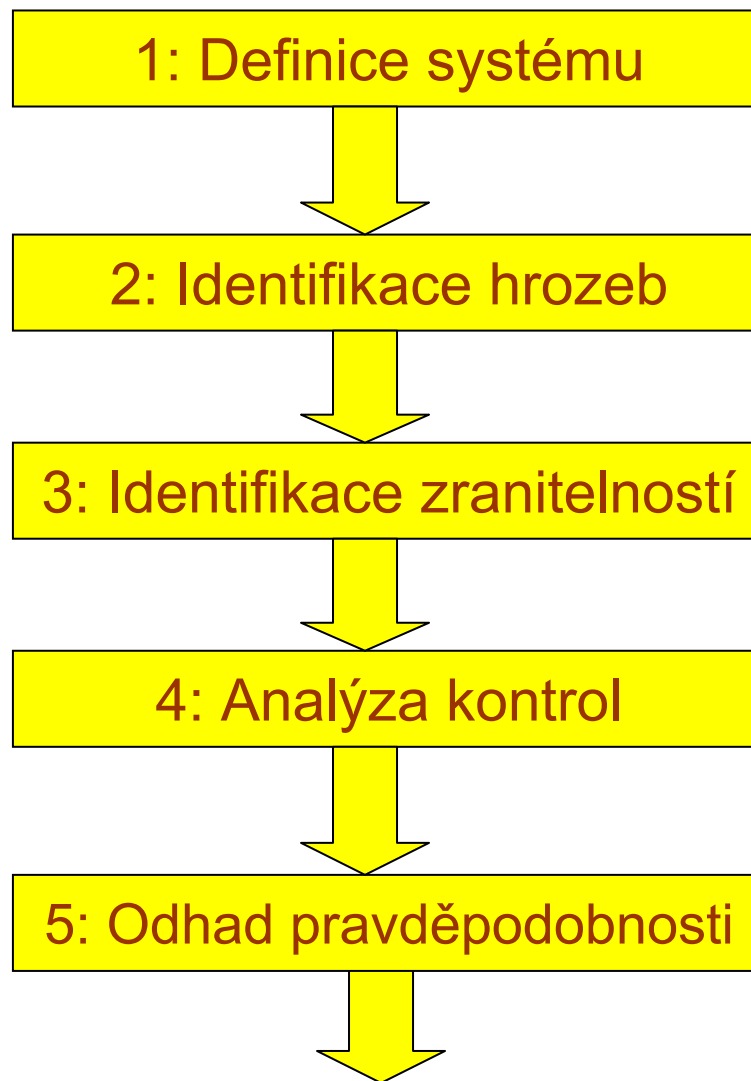 1: Definice systému
2: Identifikace hrozeb
3: Identifikace zranitelností
4: Analýza kontrol
5: Odhad pravděpodobnosti